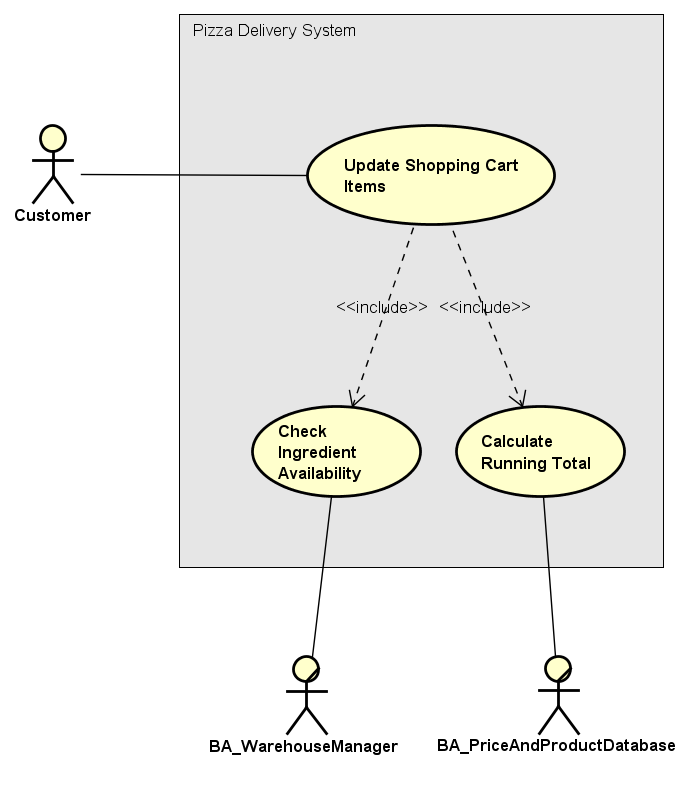 Pizza Delivery System
Update Shopping Cart
Items
Customer
<<include>>
<<include>>
Check
Ingredient
Availability
Calculate
Running Total
BA_WarehouseManager
BA_PriceAndProductDatabase